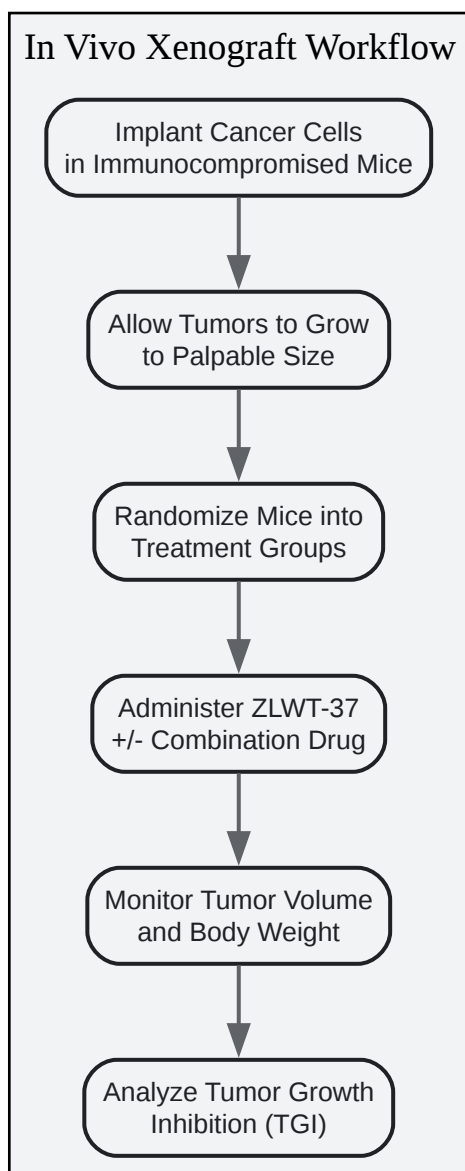 In Vivo Xenograft Workflow
Implant Cancer Cells
in Immunocompromised Mice
Allow Tumors to Grow
to Palpable Size
Randomize Mice into
Treatment Groups
Administer ZLWT-37
+/- Combination Drug
Monitor Tumor Volume
and Body Weight
Analyze Tumor Growth
Inhibition (TGI)